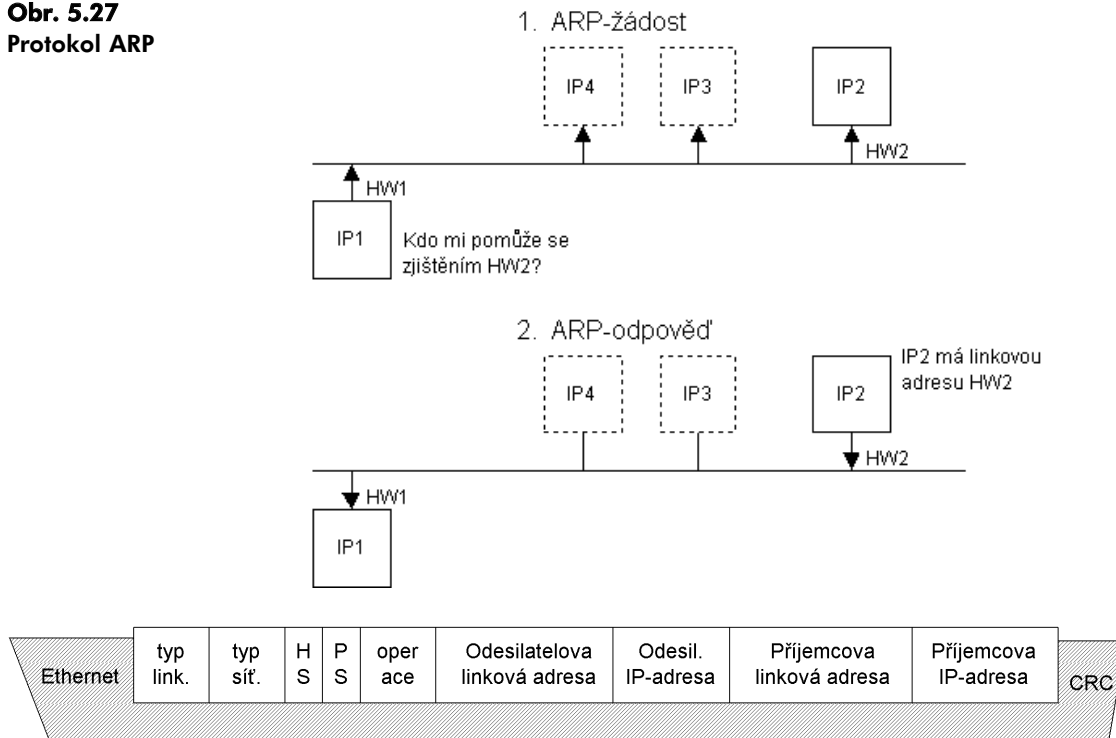 Obr. 5.27
Protokol ARP
1. ARP-žádost
IP4
IP3
IP2
HW2
HW1
IP1
Kdo mi pomůže se
zjištěním HW2?
2. ARP-odpověď
IP4
IP3
IP2
IP2 má linkovou
adresu HW2
HW2
HW1
IP1
Ethernet
typ
link.
typ
síť.
H
S
P
S
oper
ace
Odesilatelova
linková adresa
Odesil.
IP-adresa
Příjemcova
linková adresa
Příjemcova
IP-adresa
CRC